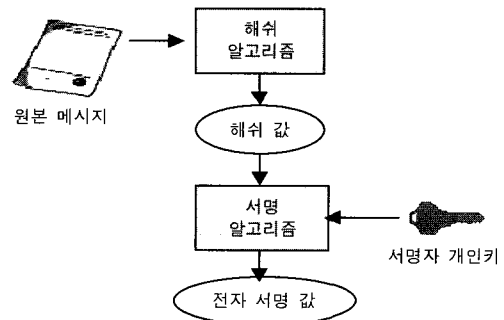 해쉬
알고리즘
원본 메시지
해쉬 값
서명
알고리즘
서명자 개인키
전자 서명 값